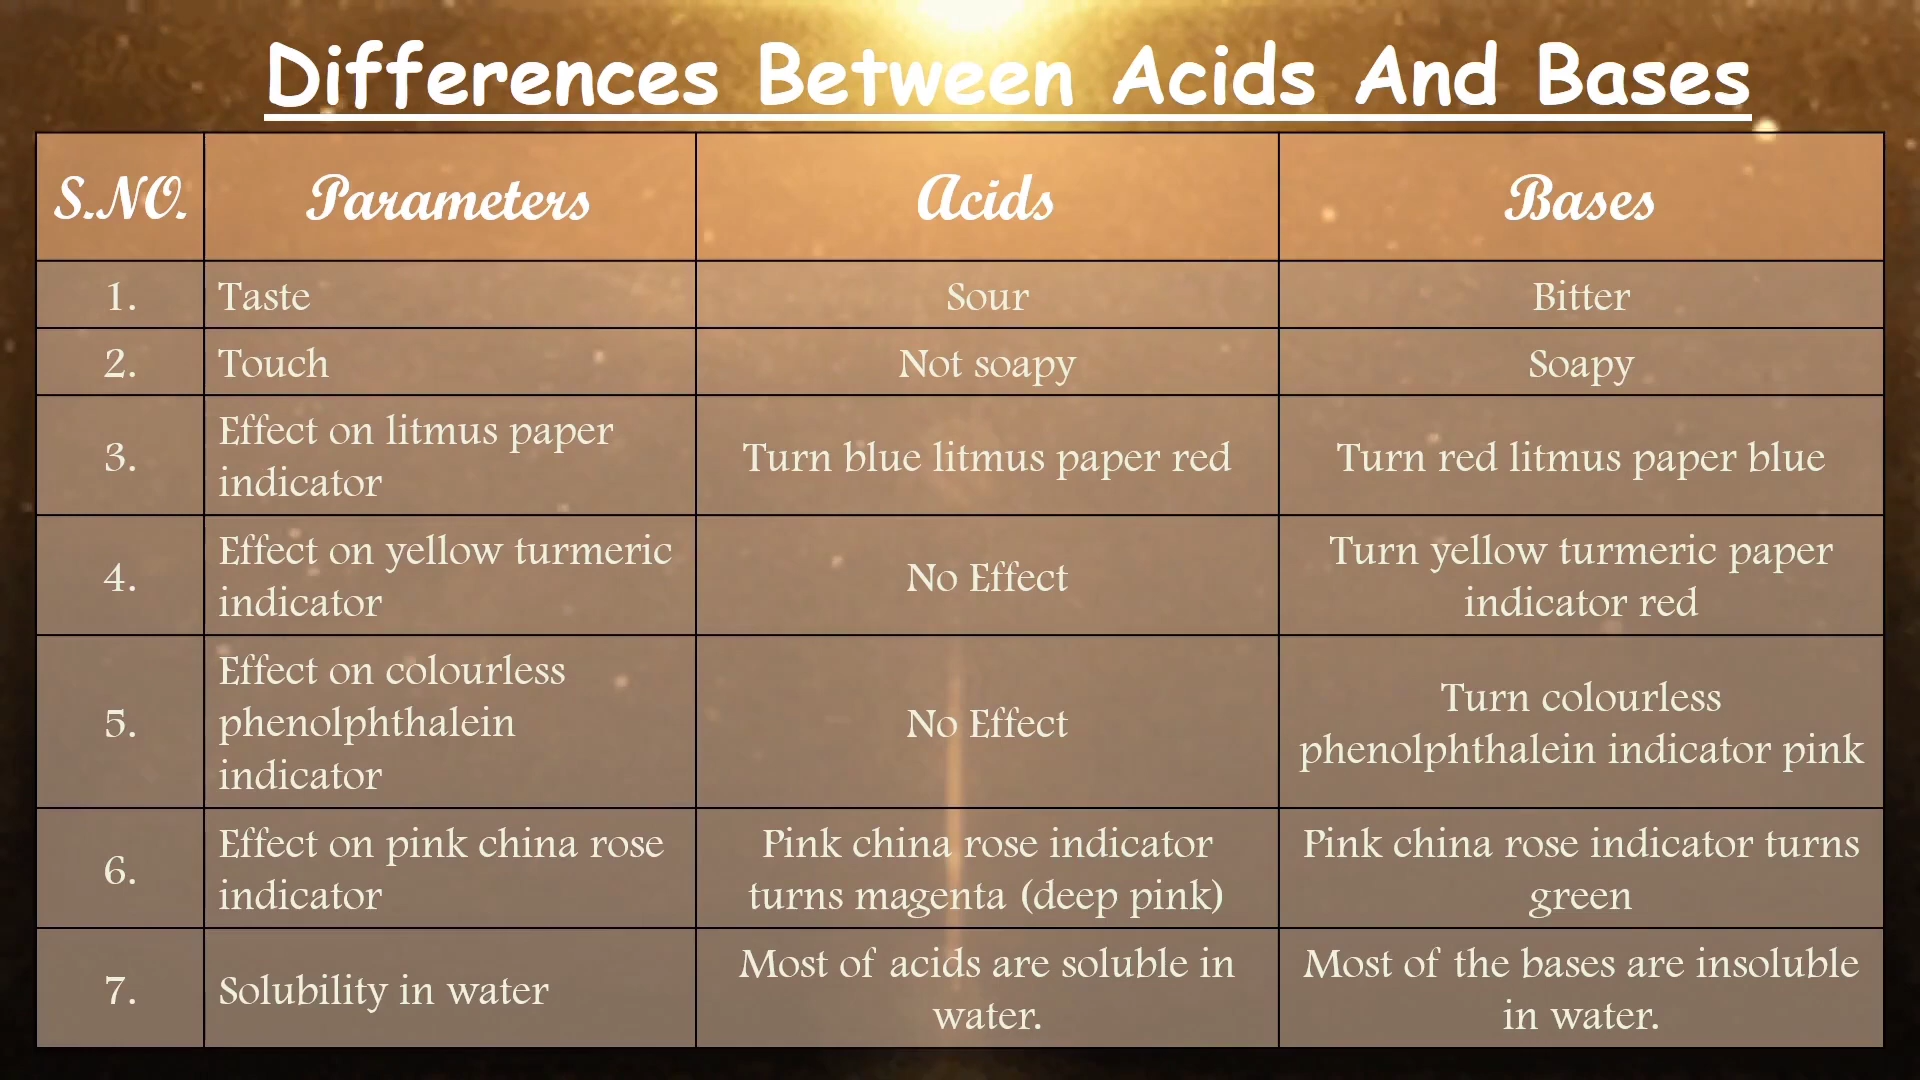 Differences Between Acids And Bases
S.NO. Parameters Acids Bases
1. Taste Sour Bitter
2. Touch Not soapy Soapy
3. Effect on litmus paper
indicator
Turn blue litmus paper red
Turn red litmus paper blue
4. Effect on yellow turmeric
indicator
No Effect
Turn yellow turmeric paper
indicator red
5. Effect on colourless
phenolphthalein
indicator
No Effect
Turn colourless
phenolphthalein indicator pink
6. Effect on pink china rose
indicator
Pink china rose indicator
turns magenta (deep pink)
Pink china rose indicator turns
green
7. Solubility in water
Most of acids are soluble in
water.
Most of the bases are insoluble
in water.